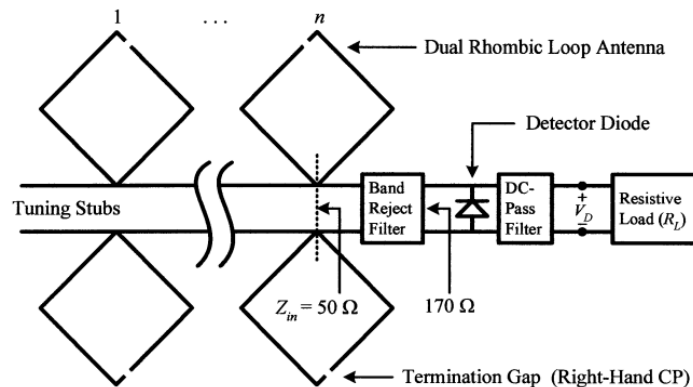 1 ... n
Dual Rhombic Loop Antenna
Detector Diode
Tuning Stubs
Band
Reject
Filter
DC-
Pass
Filter
+
V_D
−
Resistive
Load (R_L)
Z_in = 50 Ω
170 Ω
Termination Gap (Right-Hand CP)